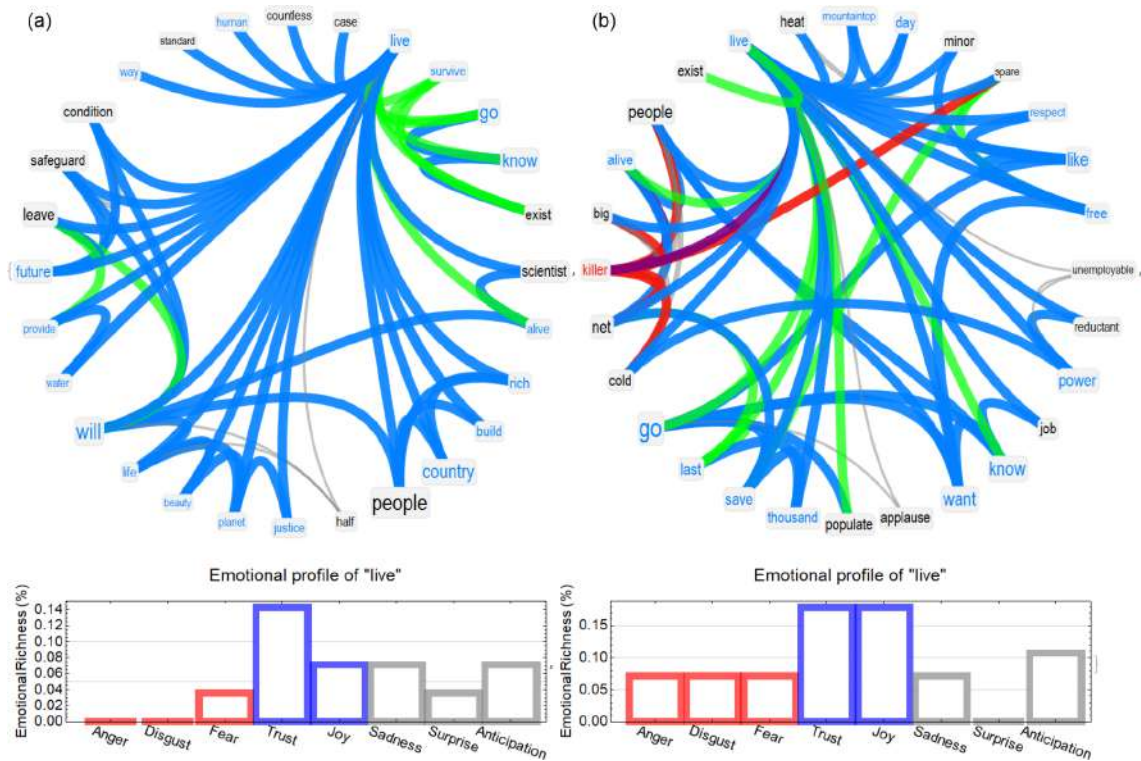 (a)
countless
human
case
standard
live
way
survive
condition
go
safeguard
know
leave
exist
future
scientist
,
provide
alive
water
rich
will
build
life
country
beauty
people
planet
half
justice
Emotional profile of "live"
Emotional Richness (%)
0.14
0.12
0.10
0.08
0.06
0.04
0.02
0.00
Anger
Disgust
Fear
Trust
Joy
Sadness
Surprise
Anticipation
(b)
mountaintop
heat
day
live
minor
exist
spare
people
respect
alive
like
big
free
killer
unemployable
,
net
reductant
cold
power
go
job
last
know
save
want
thousand
applause
populate
Emotional profile of "live"
Emotional Richness (%)
0.15
0.10
0.05
0.00
Anger
Disgust
Fear
Trust
Joy
Sadness
Surprise
Anticipation